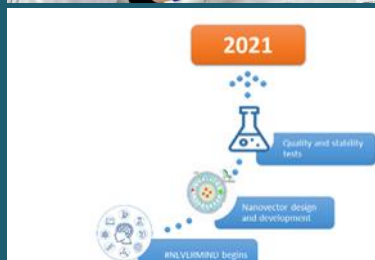 2021
Quality and stability
tests
Nanovector design
and development
begins